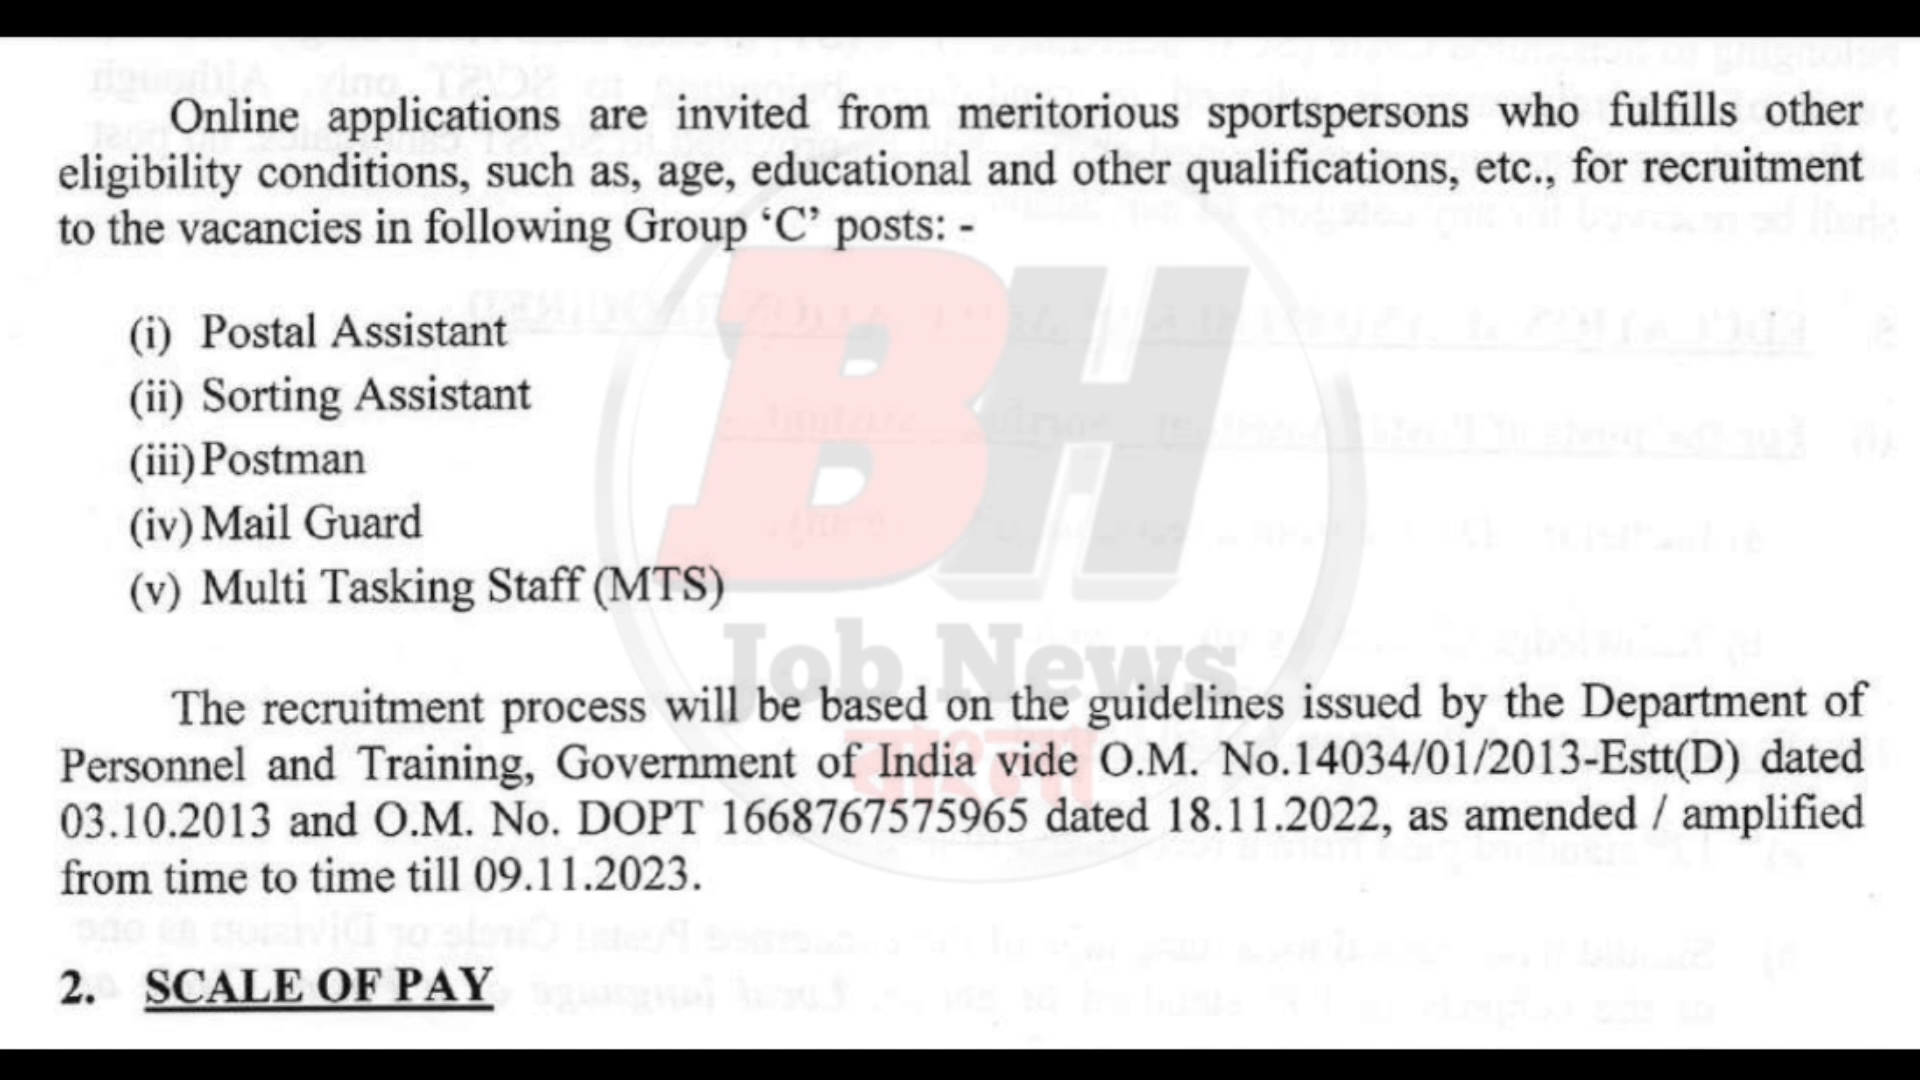 Online applications are invited from meritorious sportspersons who fulfills other
eligibility conditions, such as, age, educational and other qualifications, etc., for recruitment
to the vacancies in following Group ‘C’ posts: -
(i) Postal Assistant
(ii) Sorting Assistant
(iii) Postman
(iv) Mail Guard
(v) Multi Tasking Staff (MTS)
BH
Job News
The recruitment process will be based on the guidelines issued by the Department of
Personnel and Training, Government of India vide O.M. No.14034/01/2013-Estt(D) dated
03.10.2013 and O.M. No. DOPT 1668767575965 dated 18.11.2022, as amended / amplified
from time to time till 09.11.2023.
2. SCALE OF PAY